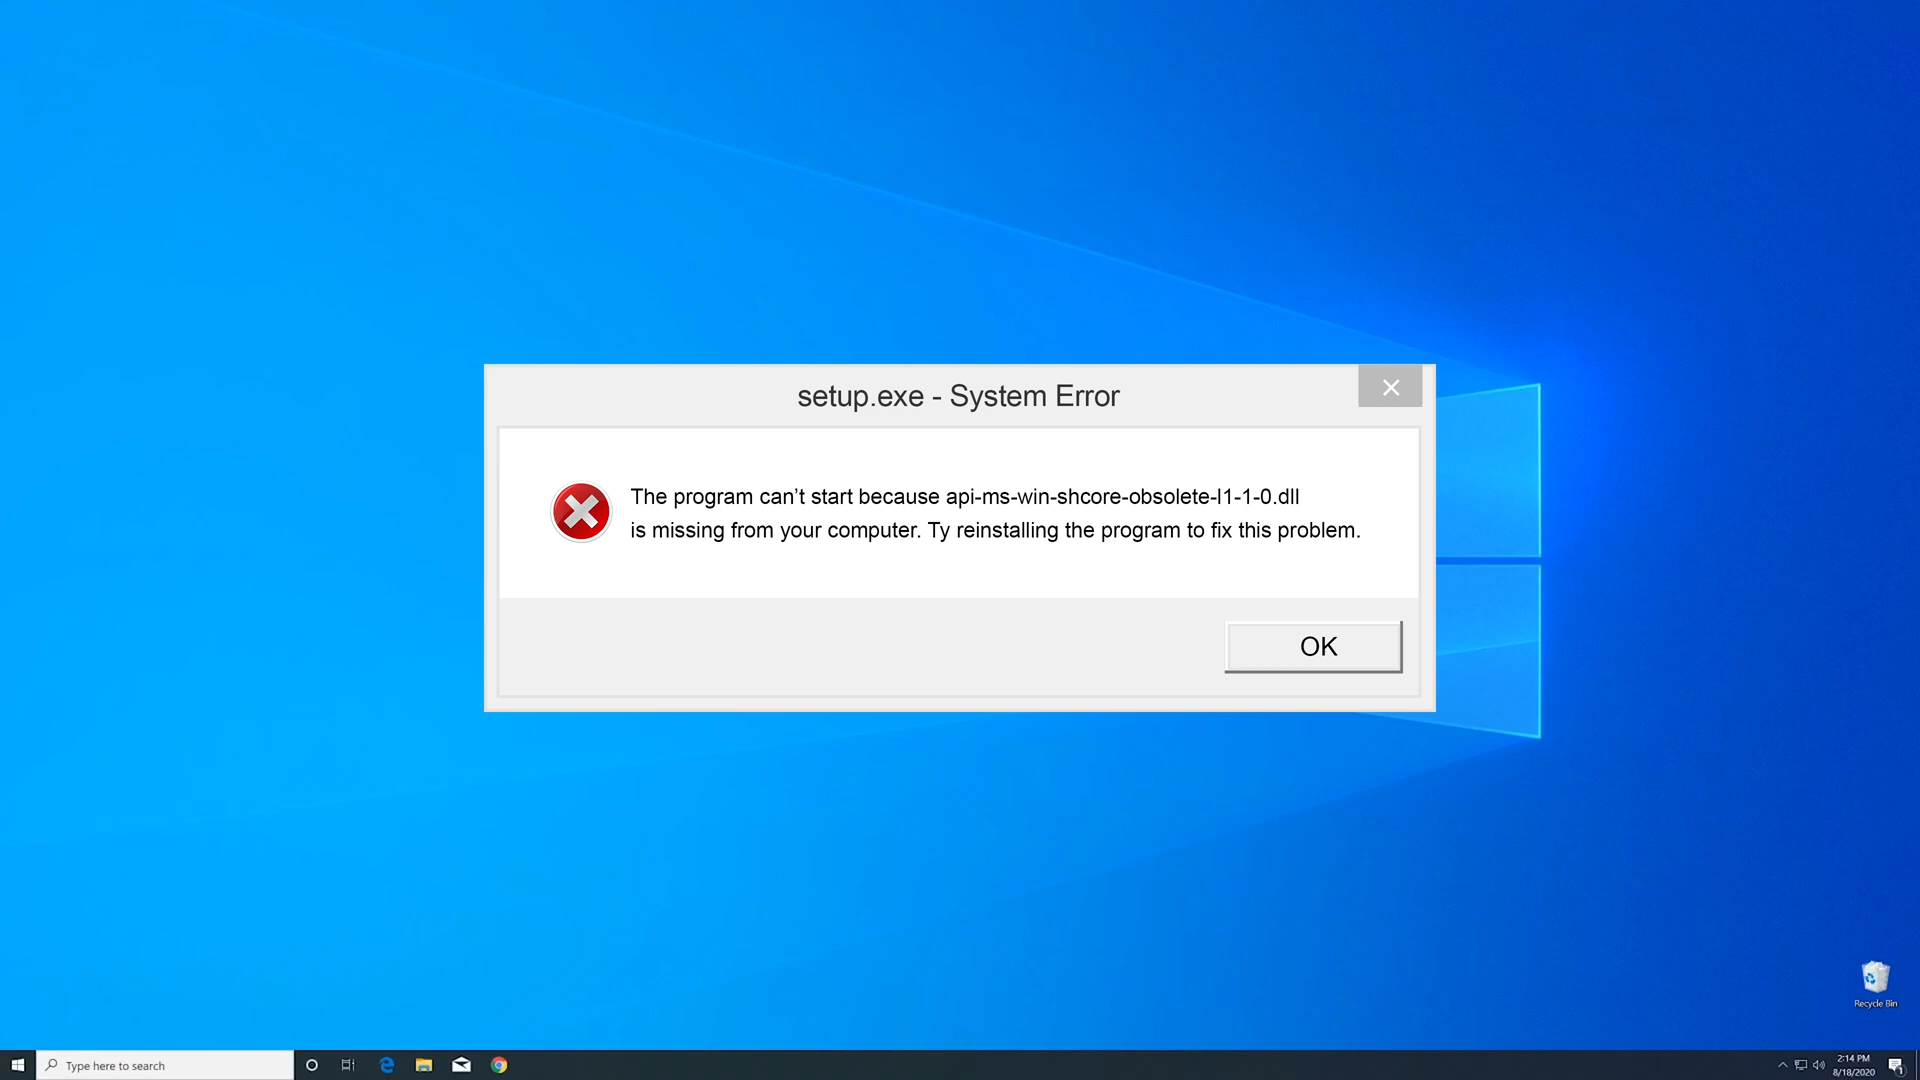 setup.exe - System Error
The program can’t start because api-ms-win-shcore-obsolete-l1-1-0.dll
is missing from your computer. Ty reinstalling the program to fix this problem.
OK
Recycle Bin
Type here to search
2:14 PM
8/18/2020
1